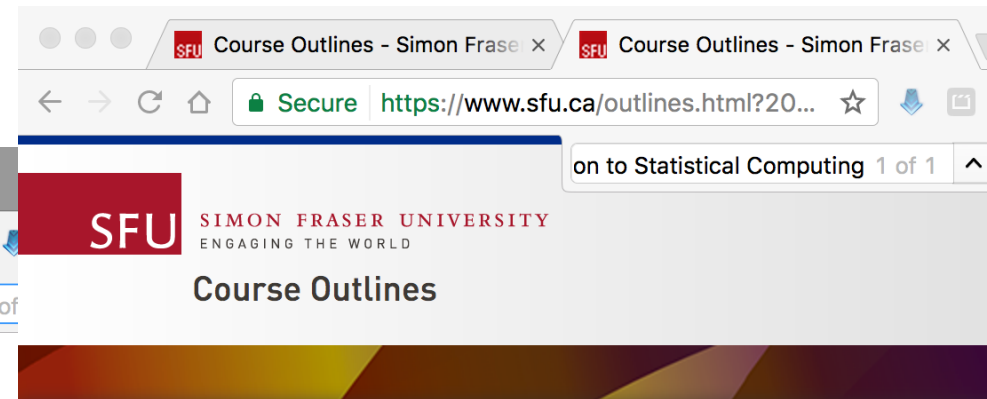 SFU Course Outlines - Simon Frase × SFU Course Outlines - Simon Frase ×
Secure https://www.sfu.ca/outlines.html?20...
on to Statistical Computing 1 of 1
SFU SIMON FRASER UNIVERSITY
ENGAGING THE WORLD
Course Outlines
of